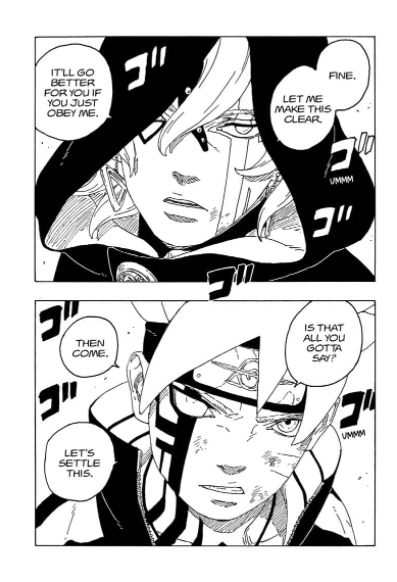 FINE.
LET ME
MAKE THIS
CLEAR.
IT'LL GO
BETTER
FOR YOU IF
YOU JUST
OBEY ME.
ゴ
ゴ
UMMM
ゴ
ゴ
IS THAT
ALL YOU
GOTTA
SAY?
ゴ
THEN
COME.
ゴ
ゴ
UMMM
LET'S
SETTLE
THIS.